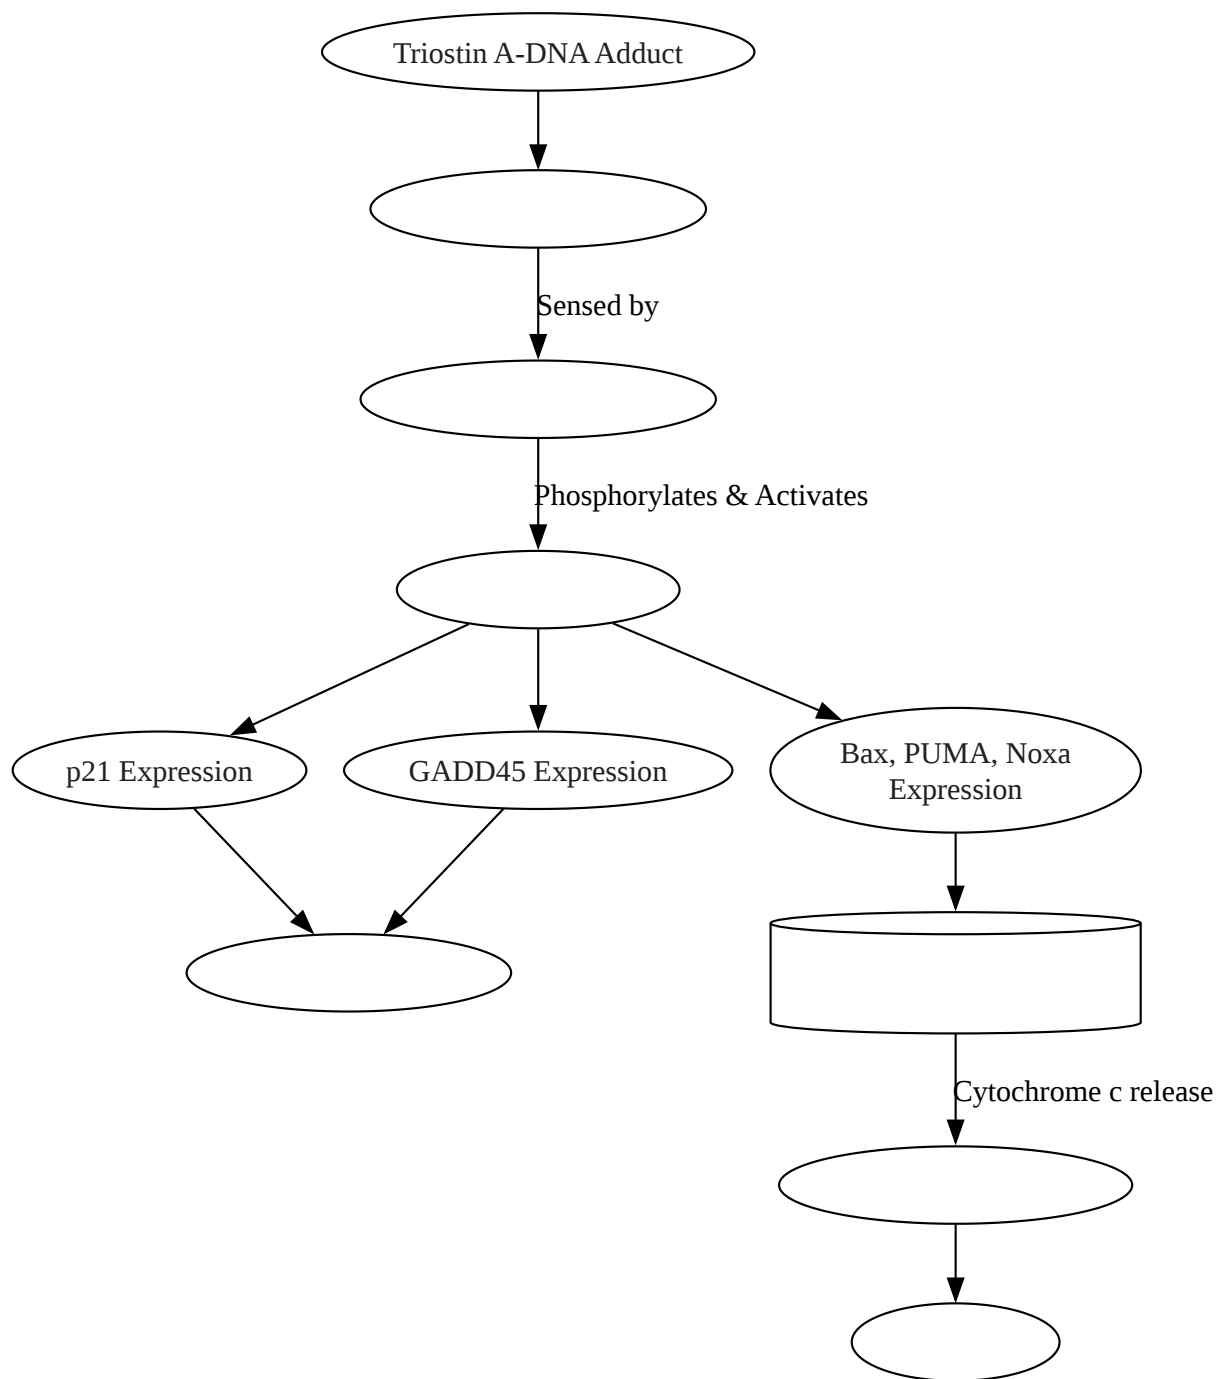 Triostin A-DNA Adduct
Sensed by
Phosphorylates & Activates
p21 Expression
GADD45 Expression
Bax, PUMA, Noxa
Expression
Cytochrome c release